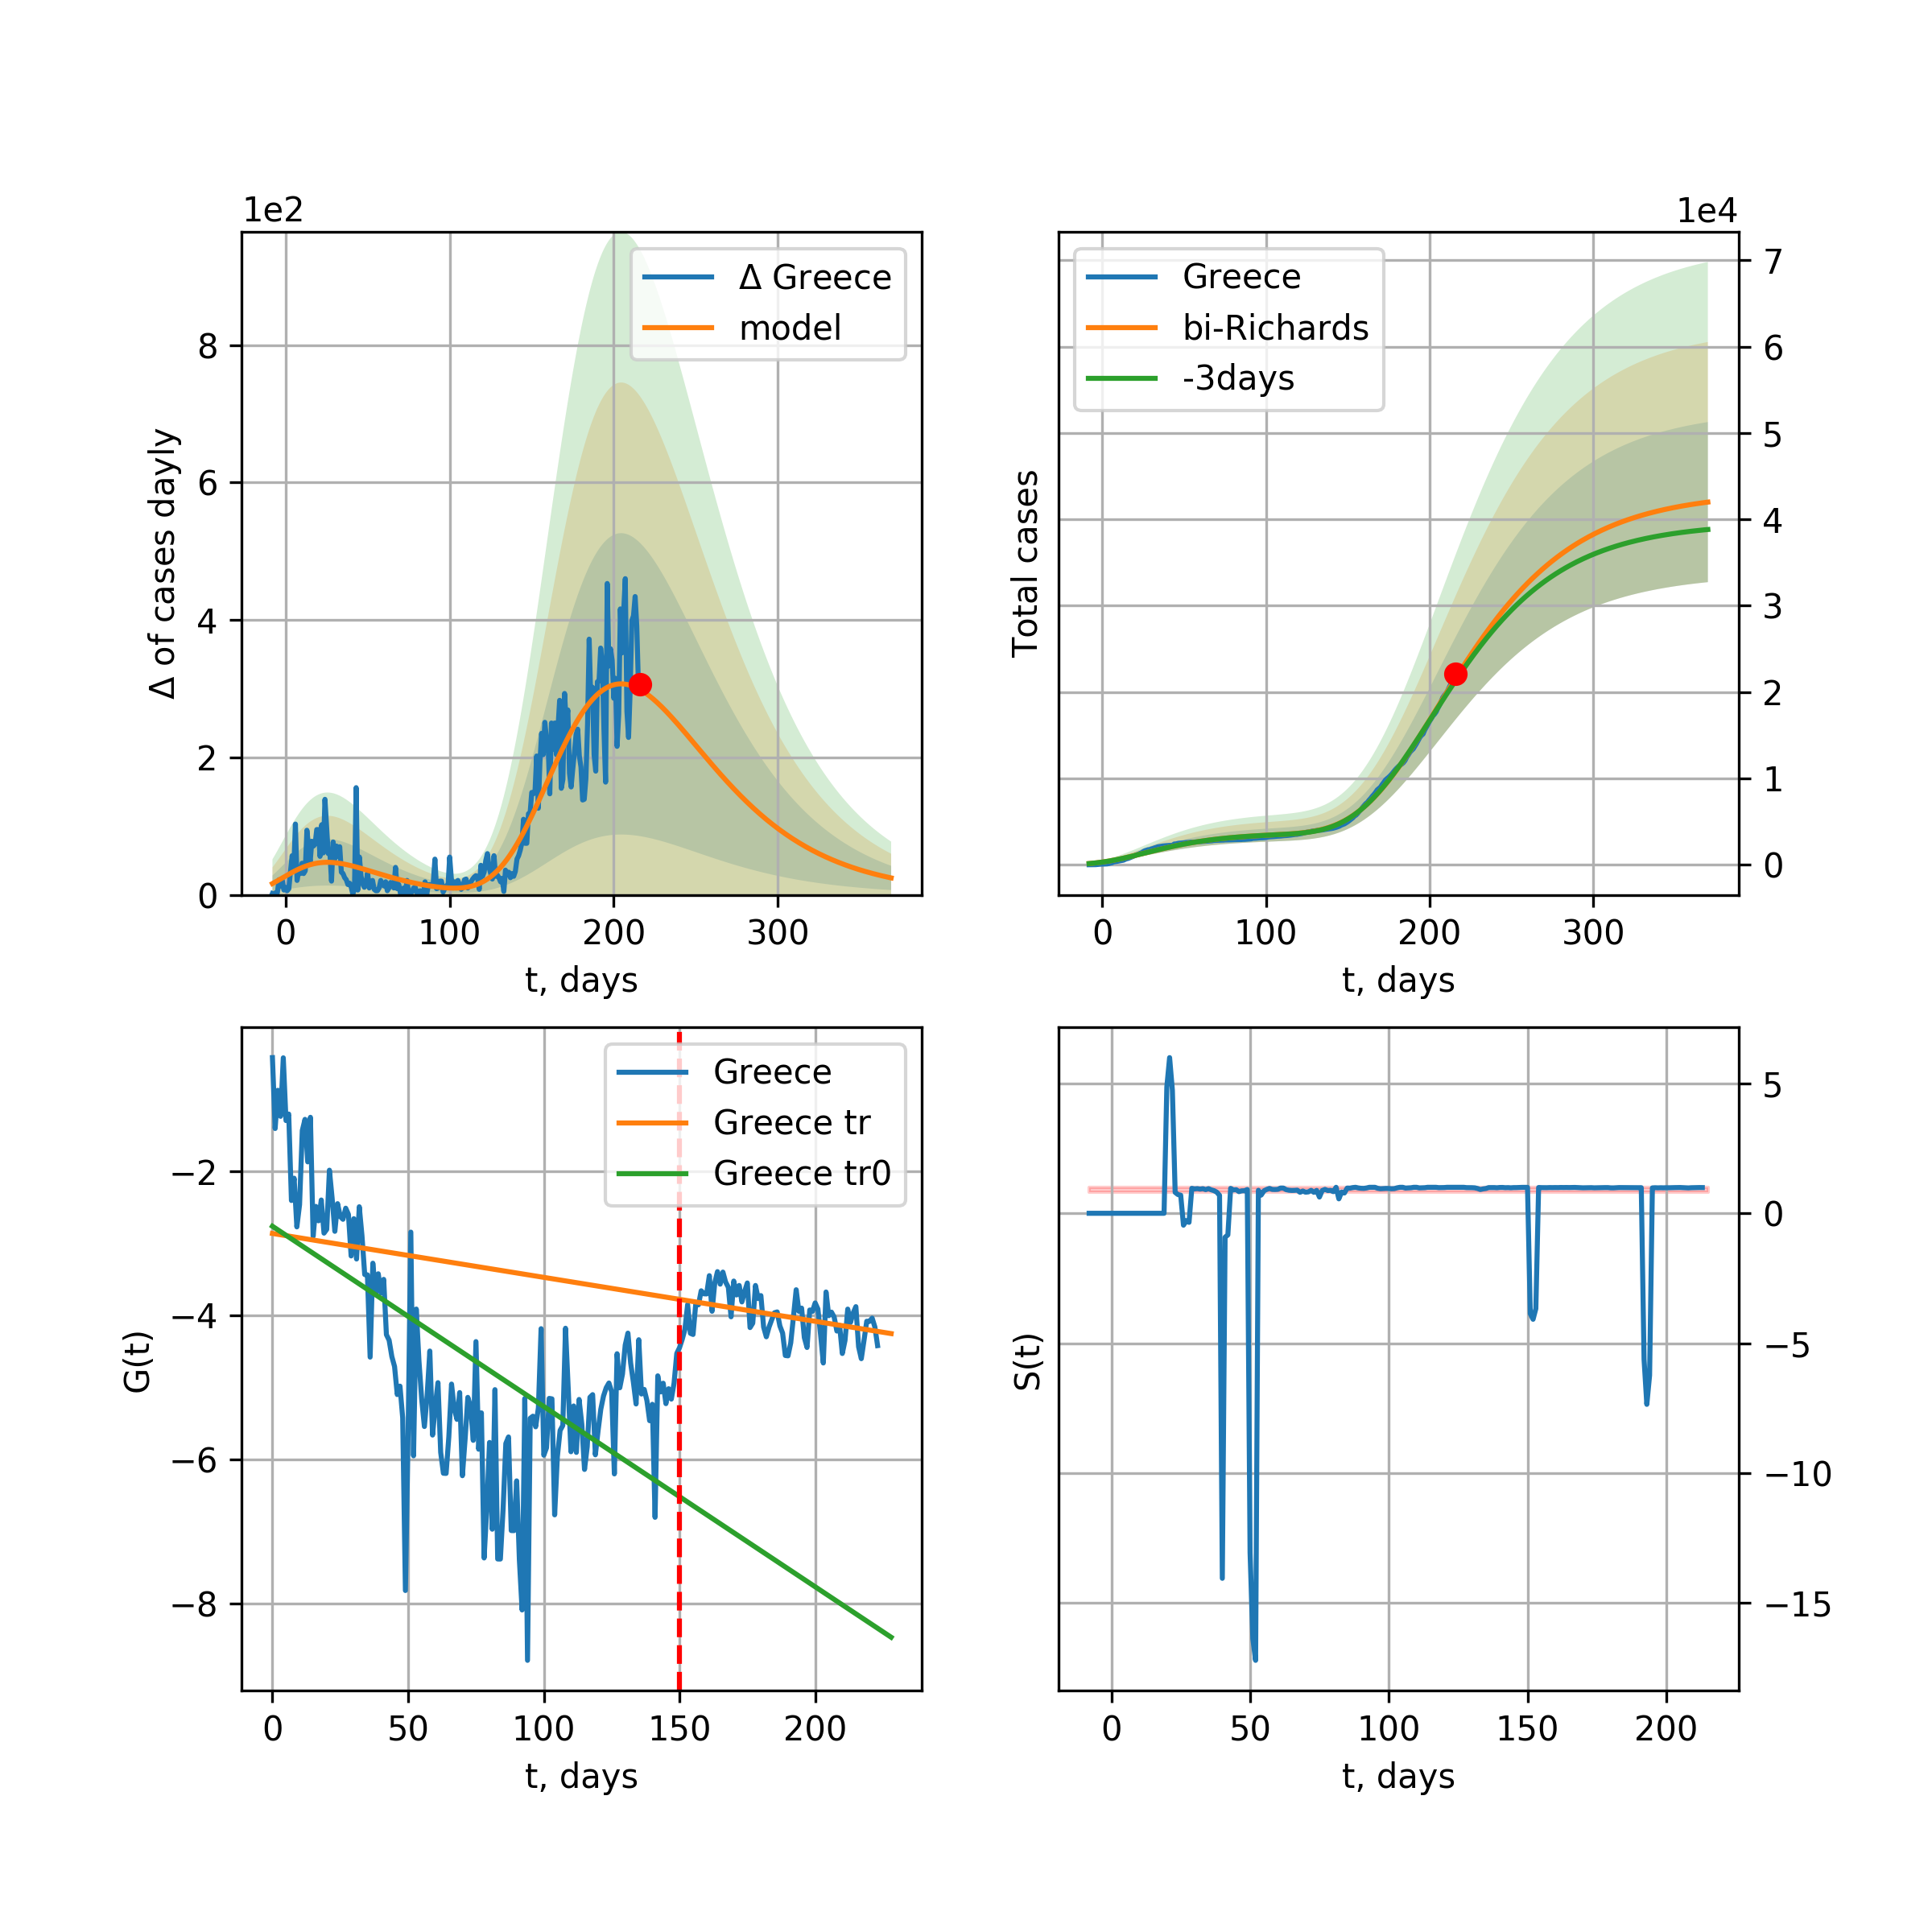 1e2
Δ of cases dayly
8
6
4
2
0
Δ Greece
model
0 100 200 300
t, days
1e4
Total cases
Greece
bi-Richards
-3days
7
6
5
4
3
2
1
0
0 100 200 300
t, days
G(t)
−2
−4
−6
−8
Greece
Greece tr
Greece tr0
0 50 100 150 200
t, days
S(t)
5
0
−5
−10
−15
0 50 100 150 200
t, days